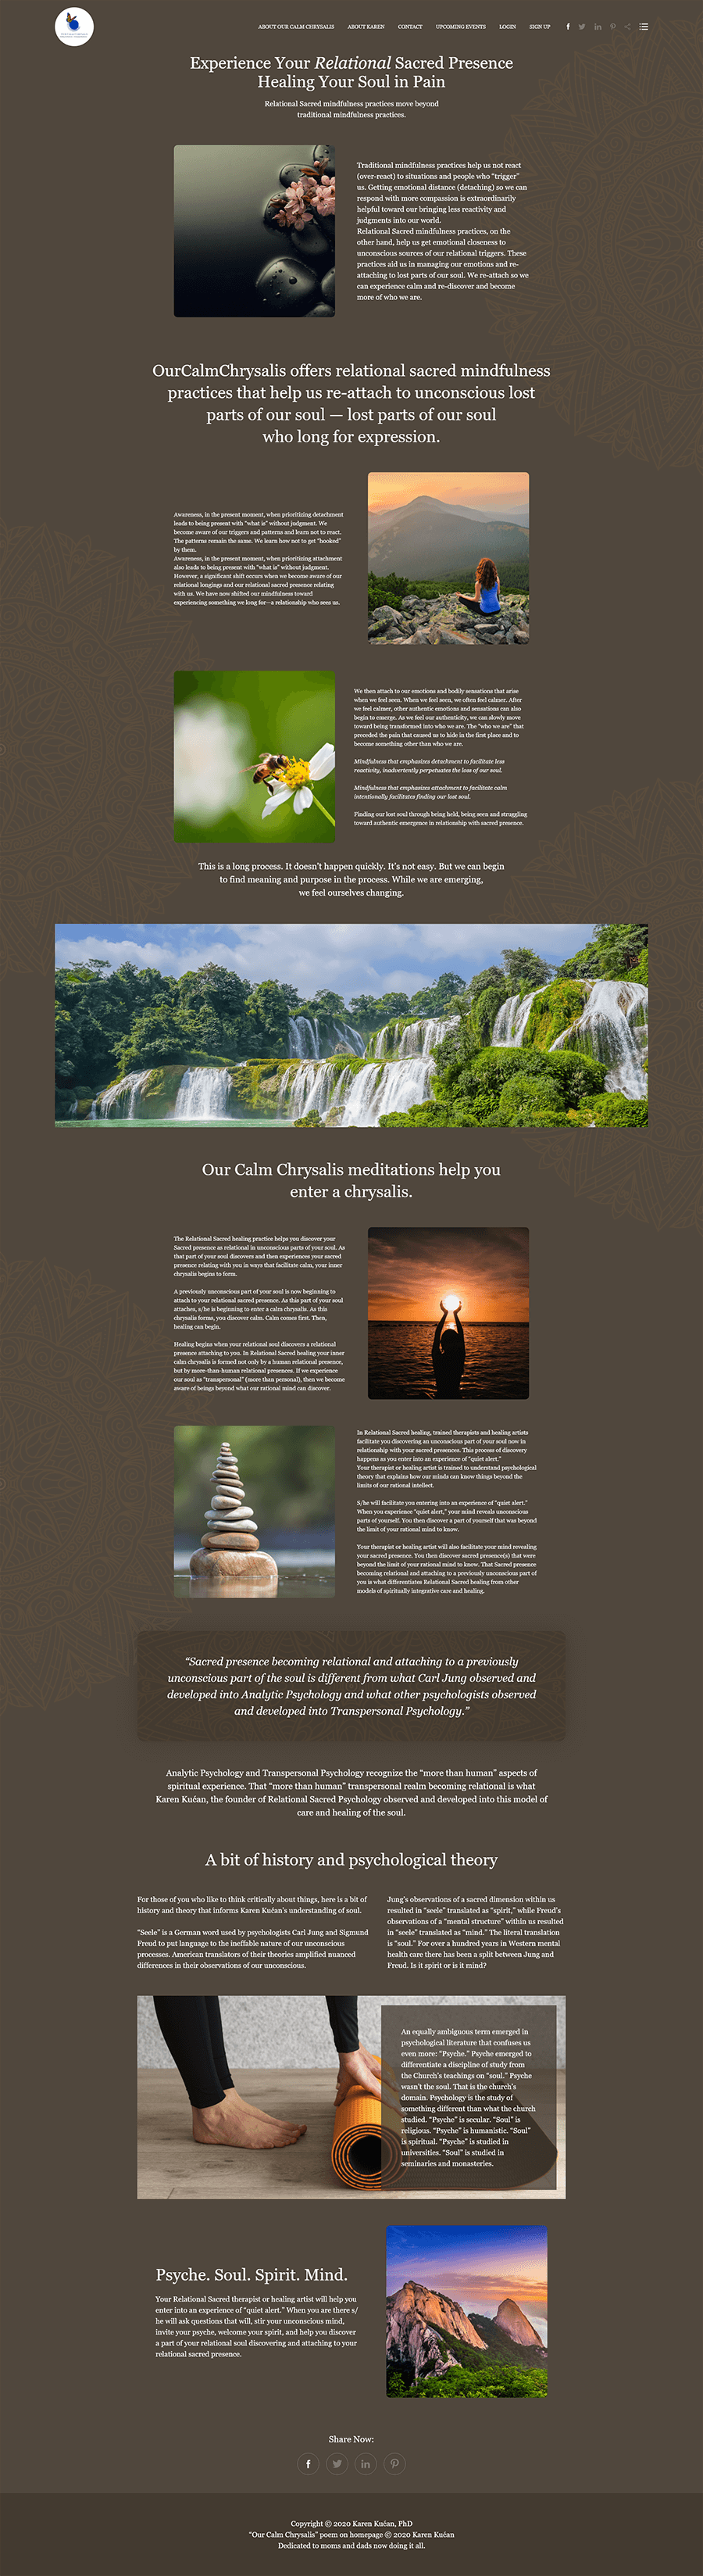 ABOUT OUR CALM CHRYSALIS ABOUT KAREN CONTACT UPCOMING EVENTS LOGIN SIGN UP
Experience Your Relational Sacred Presence
Healing Your Soul in Pain
Relational Sacred mindfulness practices move beyond
traditional mindfulness practices.
Traditional mindfulness practices help us not react
(over-react) to situations and people who “trigger”
us. Getting emotional distance (detaching) so we can
respond with more compassion is extraordinarily
helpful toward our bringing less reactivity and
judgments into our world.
Relational Sacred mindfulness practices, on the
other hand, help us get emotional closeness to
unconscious sources of our relational triggers. These
practices aid us in managing our emotions and re-
attaching to lost parts of our soul. We re-attach so we
can experience calm and re-discover and become
more of who we are.
OurCalmChrysalis offers relational sacred mindfulness
practices that help us re-attach to unconscious lost
parts of our soul — lost parts of our soul
who long for expression.
Awareness, in the present moment, when prioritizing detachment
leads to being present with “what is” without judgment. We
become aware of our triggers and patterns and learn not to react.
The patterns remain the same. We learn how not to get “hooked”
by them.
Awareness, in the present moment, when prioritizing attachment
also leads to being present with “what is” without judgment.
However, a significant shift occurs when we become aware of our
relational longings and our relational sacred presence relating
with us. We have now shifted our mindfulness toward
experiencing something we long for—a relationship who sees us.
We then attach to our emotions and bodily sensations that arise
when we feel seen. When we feel seen, we often feel calmer. After
we feel calmer, other authentic emotions and sensations can also
begin to emerge. As we feel our authenticity, we can slowly move
toward being transformed into who we are. The “who we are” that
preceded the pain that caused us to hide in the first place and to
become something other than who we are.
Mindfulness that emphasizes detachment to facilitate less
reactivity, inadvertently perpetuates the loss of our soul.
Mindfulness that emphasizes attachment to facilitate calm
intentionally facilitates finding our lost soul.
Finding our lost soul through being held, being seen and struggling
toward authentic emergence in relationship with sacred presence.
This is a long process. It doesn’t happen quickly. It’s not easy. But we can begin
to find meaning and purpose in the process. While we are emerging,
we feel ourselves changing.
Our Calm Chrysalis meditations help you
enter a chrysalis.
The Relational Sacred healing practice helps you discover your
Sacred presence as relational in unconscious parts of your soul. As
that part of your soul discovers and then experiences your sacred
presence relating with you in ways that facilitate calm, your inner
chrysalis begins to form.
A previously unconscious part of your soul is now beginning to
attach to your relational sacred presence. As this part of your soul
attaches, s/he is beginning to enter a calm chrysalis. As this
chrysalis forms, you discover calm. Calm comes first. Then,
healing can begin.
Healing begins when your relational soul discovers a relational
presence attaching to you. In Relational Sacred healing your inner
calm chrysalis is formed not only by a human relational presence,
but by more-than-human relational presences. If we experience
our soul as “transpersonal” (more than personal), then we become
aware of beings beyond what our rational mind can discover.
In Relational Sacred healing, trained therapists and healing artists
facilitate you discovering an unconscious part of your soul now in
relationship with your sacred presences. This process of discovery
happens as you enter into an experience of “quiet alert.”
Your therapist or healing artist is trained to understand psychological
theory that explains how our minds can know things beyond the
limits of our rational intellect.
S/he will facilitate you entering into an experience of “quiet alert.”
When you experience “quiet alert,” your mind reveals unconscious
parts of yourself. You then discover a part of yourself that was beyond
the limit of your rational mind to know.
Your therapist or healing artist will also facilitate your mind revealing
your sacred presence. You then discover sacred presence(s) that were
beyond the limit of your rational mind to know. That Sacred presence
becoming relational and attaching to a previously unconscious part of
you is what differentiates Relational Sacred healing from other
models of spiritually integrative care and healing.
“Sacred presence becoming relational and attaching to a previously
unconscious part of the soul is different from what Carl Jung observed and
developed into Analytic Psychology and what other psychologists observed
and developed into Transpersonal Psychology.”
Analytic Psychology and Transpersonal Psychology recognize the “more than human” aspects of
spiritual experience. That “more than human” transpersonal realm becoming relational is what
Karen Kućan, the founder of Relational Sacred Psychology observed and developed into this model of
care and healing of the soul.
A bit of history and psychological theory
For those of you who like to think critically about things, here is a bit of
history and theory that informs Karen Kućan’s understanding of soul.
“Seele” is a German word used by psychologists Carl Jung and Sigmund
Freud to put language to the ineffable nature of our unconscious
processes. American translators of their theories amplified nuanced
differences in their observations of our unconscious.
Jung’s observations of a sacred dimension within us
resulted in “seele” translated as “spirit,” while Freud’s
observations of a “mental structure” within us resulted
in “seele” translated as “mind.” The literal translation
is “soul.” For over a hundred years in Western mental
health care there has been a split between Jung and
Freud. Is it spirit or is it mind?
An equally ambiguous term emerged in
psychological literature that confuses us
even more: “Psyche.” Psyche emerged to
differentiate a discipline of study from
the Church’s teachings on “soul.” Psyche
wasn’t the soul. That is the church’s
domain. Psychology is the study of
something different than what the church
studied. “Psyche” is secular. “Soul” is
religious. “Psyche” is humanistic. “Soul”
is spiritual. “Psyche” is studied in
universities. “Soul” is studied in
seminaries and monasteries.
Psyche. Soul. Spirit. Mind.
Your Relational Sacred therapist or healing artist will help you
enter into an experience of “quiet alert.” When you are there s/
he will ask questions that will, stir your unconscious mind,
invite your psyche, welcome your spirit, and help you discover
a part of your relational soul discovering and attaching to your
relational sacred presence.
Share Now:
Copyright © 2020 Karen Kućan, PhD
“Our Calm Chrysalis” poem on homepage © 2020 Karen Kućan
Dedicated to moms and dads now doing it all.